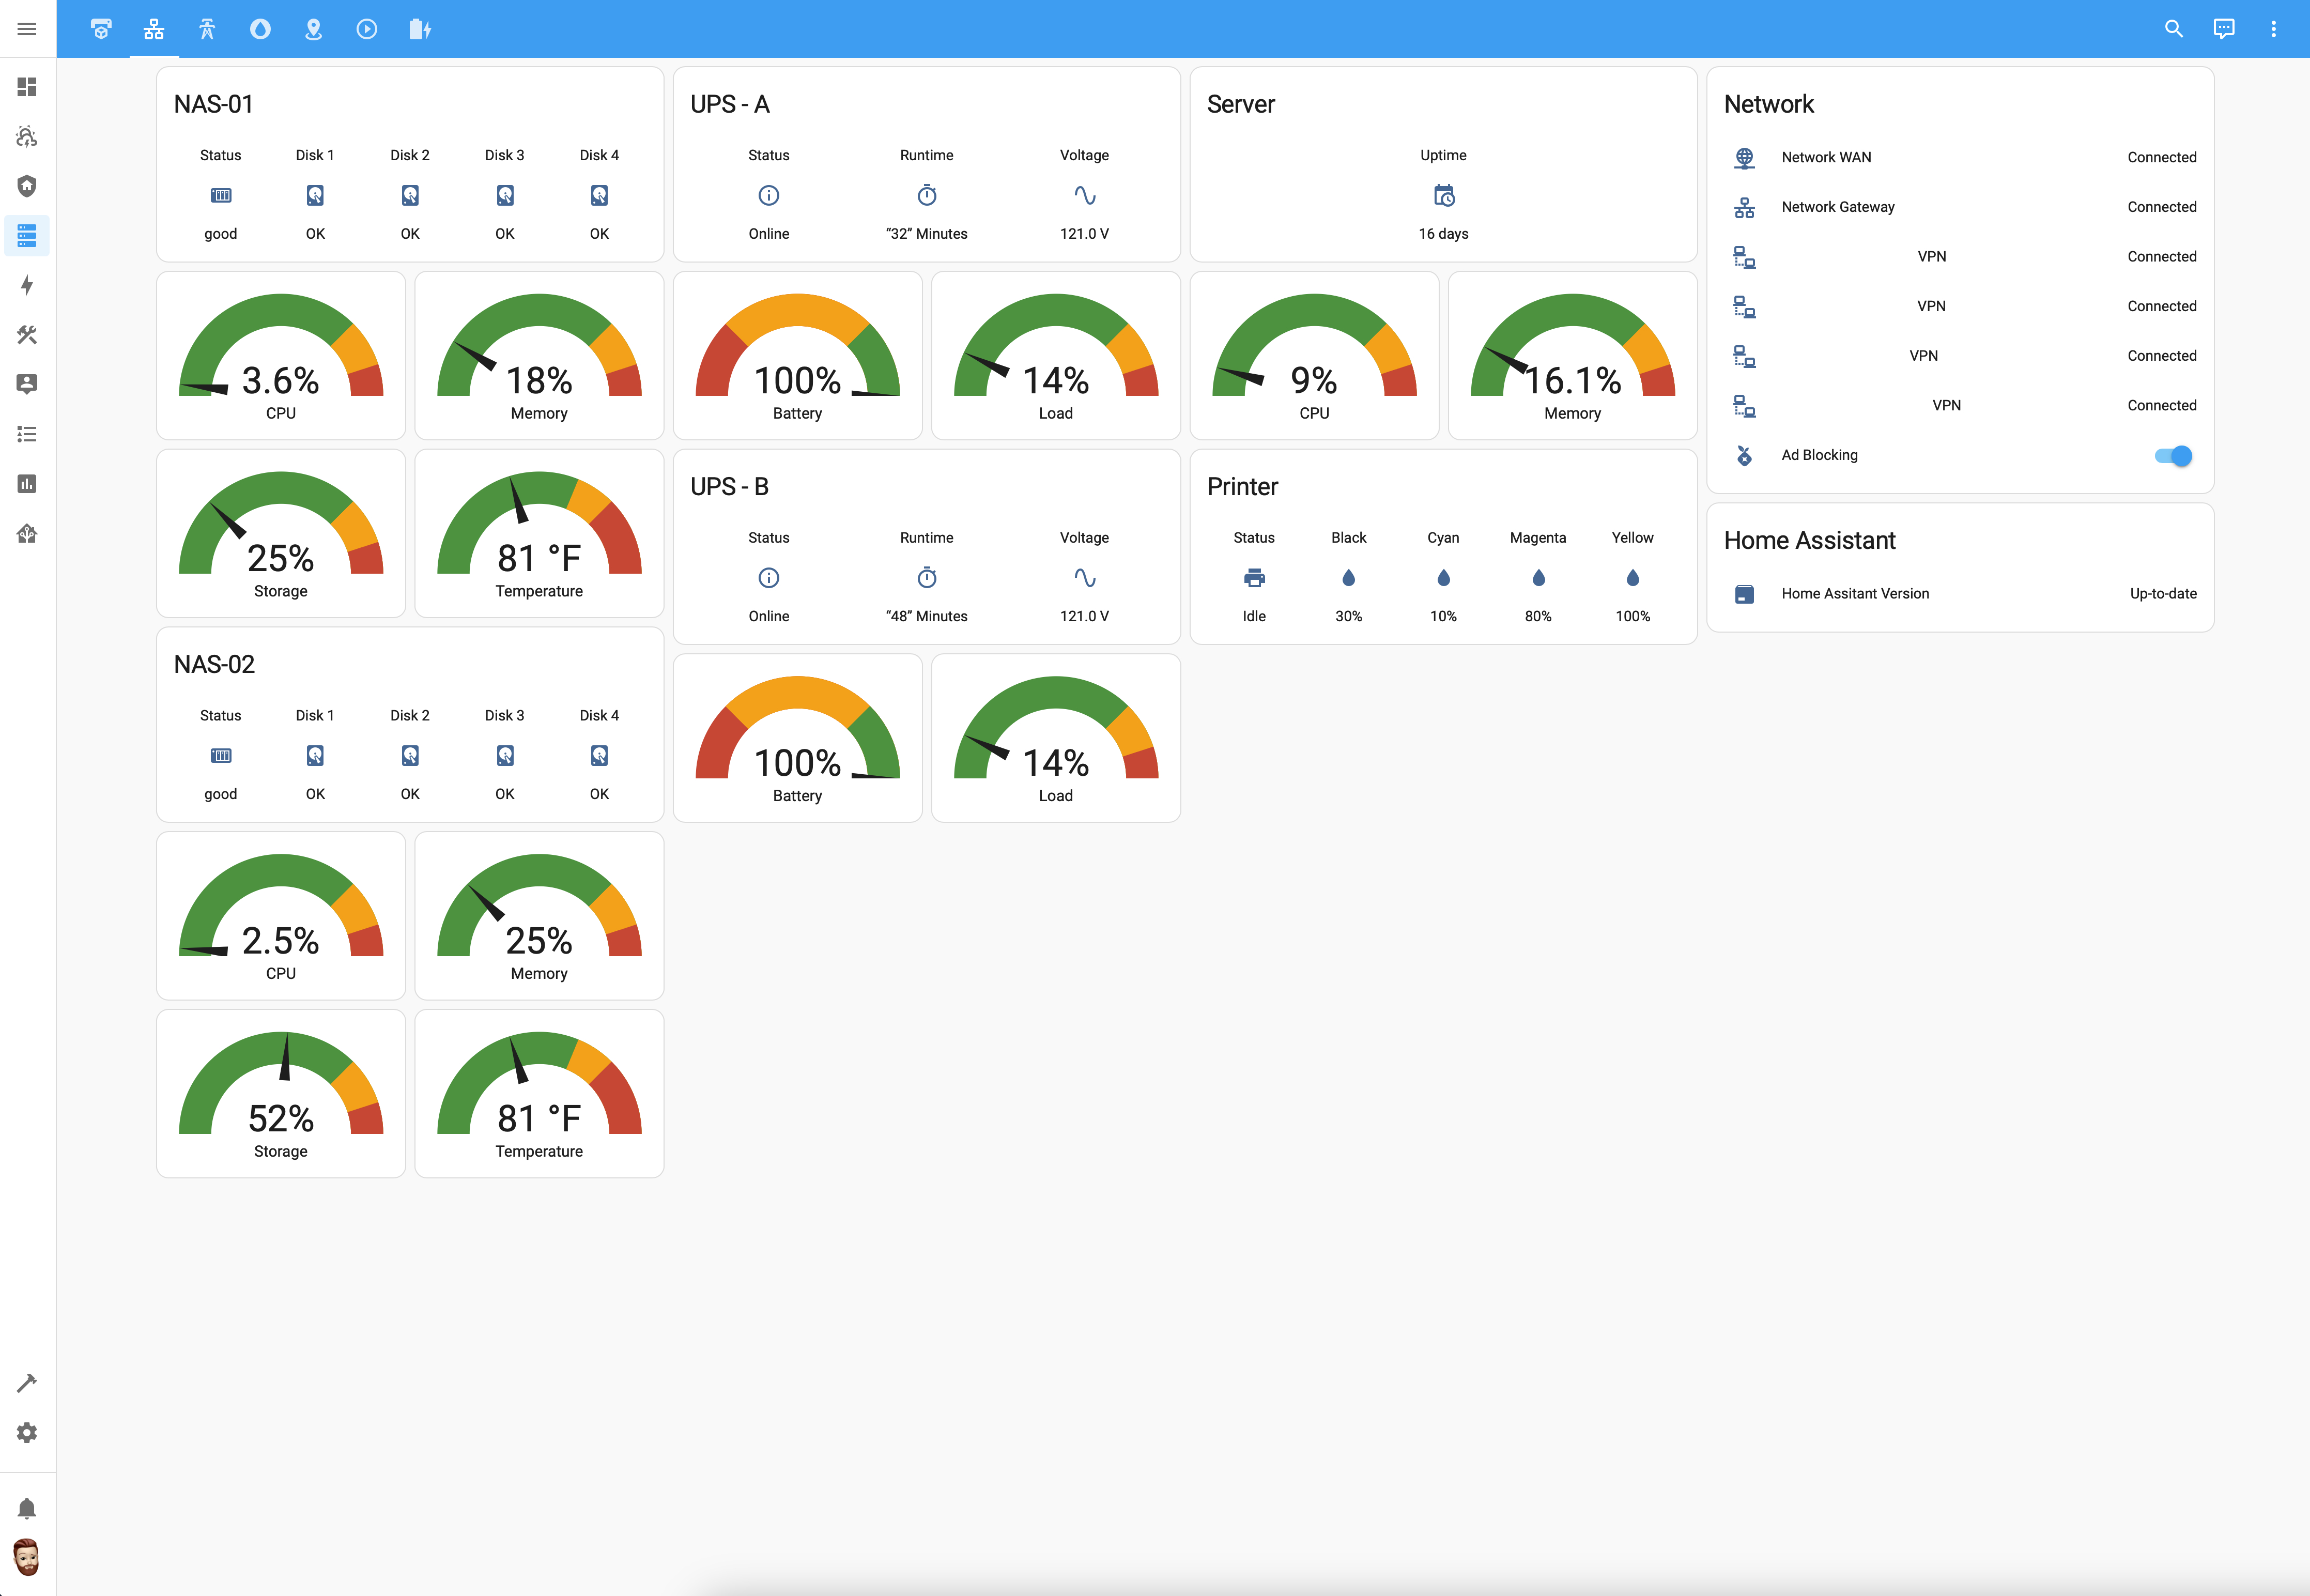 NAS-01
Status Disk 1 Disk 2 Disk 3 Disk 4
good OK OK OK OK
3.6%
CPU
18%
Memory
25%
Storage
81 °F
Temperature
NAS-02
Status Disk 1 Disk 2 Disk 3 Disk 4
good OK OK OK OK
2.5%
CPU
25%
Memory
52%
Storage
81 °F
Temperature
UPS - A
Status Runtime Voltage
Online “32” Minutes 121.0 V
100%
Battery
14%
Load
UPS - B
Status Runtime Voltage
Online “48” Minutes 121.0 V
100%
Battery
14%
Load
Server
Uptime
16 days
9%
CPU
16.1%
Memory
Printer
Status Black Cyan Magenta Yellow
Idle 30% 10% 80% 100%
Network
Network WAN Connected
Network Gateway Connected
VPN Connected
VPN Connected
VPN Connected
VPN Connected
Ad Blocking
Home Assistant
Home Assitant Version Up-to-date